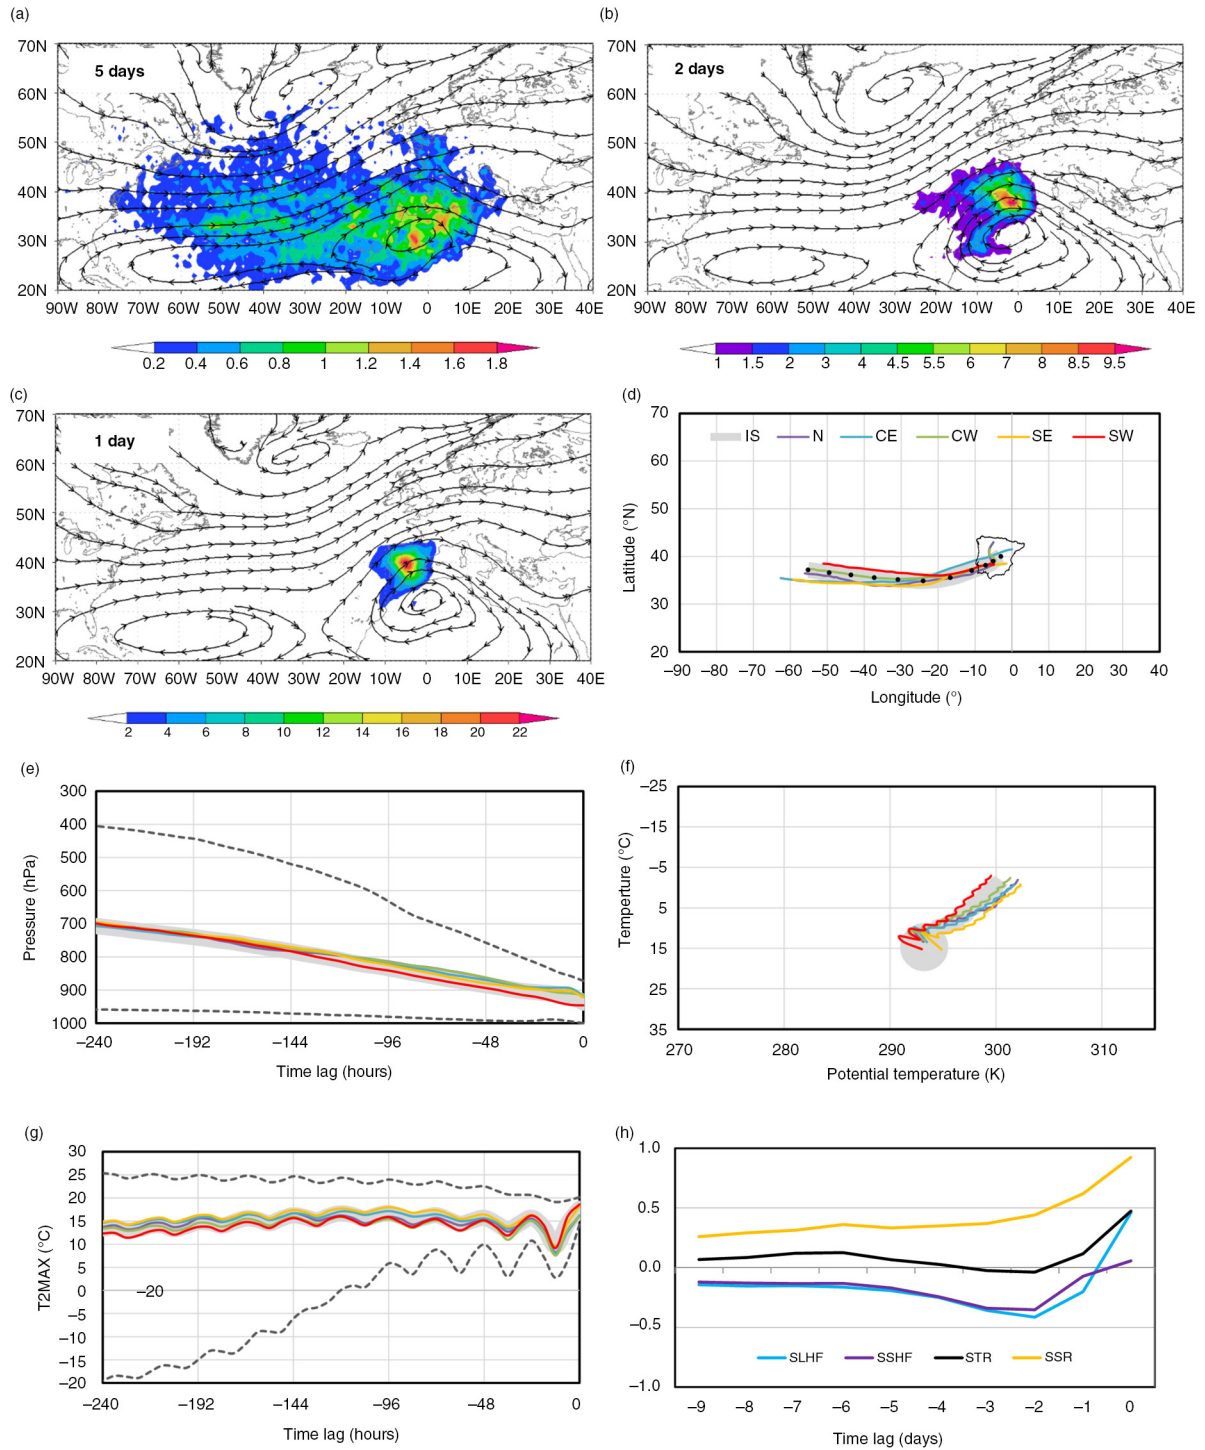 (a)
70N
60N
50N
40N
30N
20N
5 days
90W 80W 70W 60W 50W 40W 30W 20W 10W 0 10E 20E 30E 40E
0.2 0.4 0.6 0.8 1 1.2 1.4 1.6 1.8
(b)
70N
60N
50N
40N
30N
20N
2 days
90W 80W 70W 60W 50W 40W 30W 20W 10W 0 10E 20E 30E 40E
1 1.5 2 3 4 4.5 5.5 6 7 8 8.5 9.5
(c)
70N
60N
50N
40N
30N
20N
1 day
90W 80W 70W 60W 50W 40W 30W 20W 10W 0 10E 20E 30E 40E
2 4 6 8 10 12 14 16 18 20 22
(d)
70
60
50
40
30
20
Latitude (°N)
IS N CE CW SE SW
−90 −80 −70 −60 −50 −40 −30 −20 −10 0 10 20 30 40
Longitude (°)
(e)
300
400
500
600
700
800
900
1000
Pressure (hPa)
−240 −192 −144 −96 −48 0
Time lag (hours)
(f)
−25
−15
−5
5
15
25
35
Temperture (°C)
270 280 290 300 310
Potential temperature (K)
(g)
30
25
20
15
10
5
0
−5
−10
−15
−20
T2MAX (°C)
−20
−240 −192 −144 −96 −48 0
Time lag (hours)
(h)
1.0
0.5
0.0
−0.5
−1.0
SLHF SSHF STR SSR
−9 −8 −7 −6 −5 −4 −3 −2 −1 0
Time lag (days)